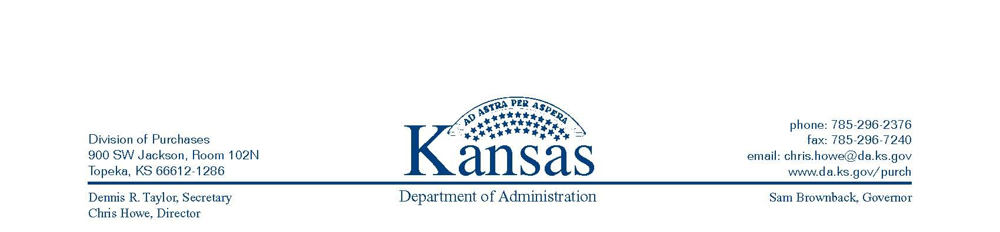 Division of Purchases
900 SW Jackson, Room 102N
Topeka, KS 66612-1286
AD ASTRA PER ASPERA
Kansas
phone: 785-296-2376
fax: 785-296-7240
email: chris.howe@da.ks.gov
www.da.ks.gov/purch
Dennis R. Taylor, Secretary
Chris Howe, Director
Department of Administration
Sam Brownback, Governor